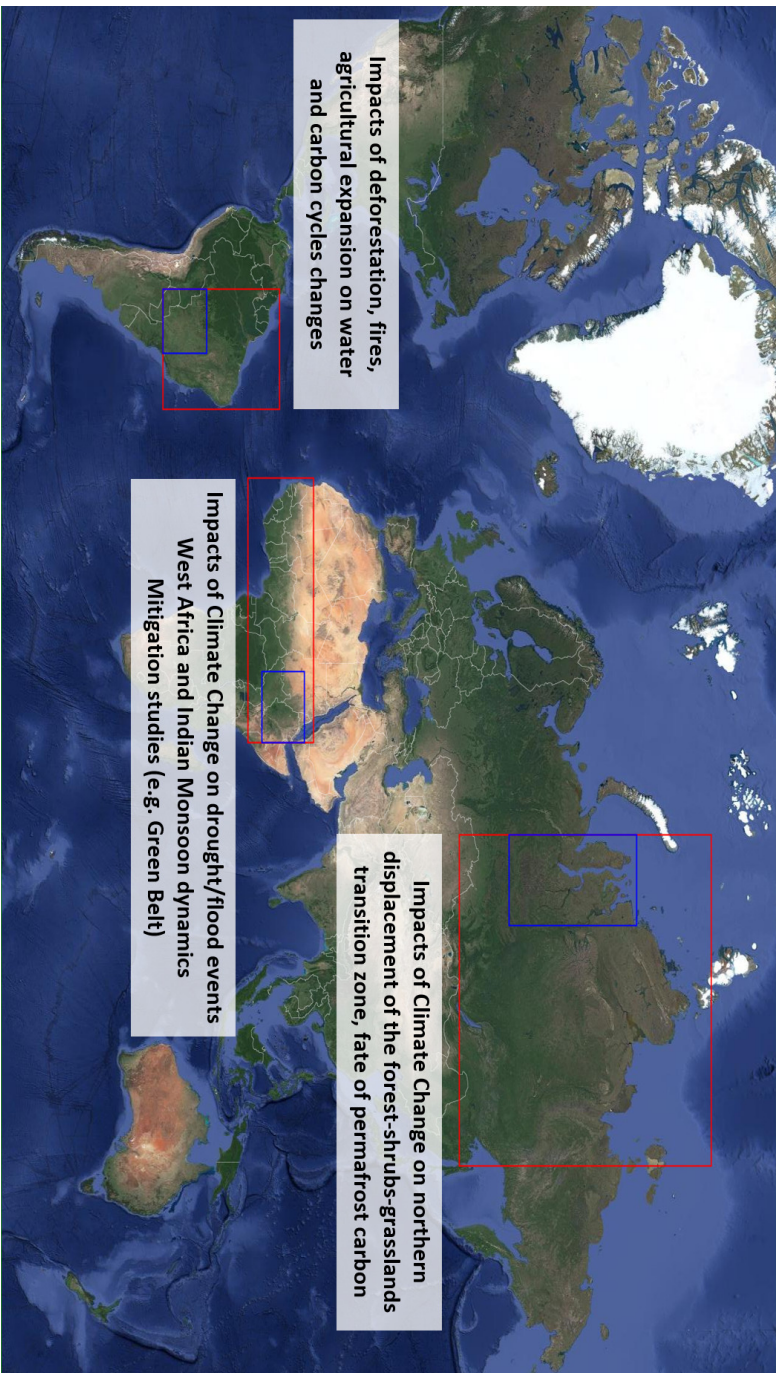 Impacts of deforestation, fires,
agricultural expansion on water
and carbon cycles changes
Impacts of Climate Change on drought/flood events
West Africa and Indian Monsoon dynamics
Mitigation studies (e.g. Green Belt)
Impacts of Climate Change on northern
displacement of the forest-shrubs-grasslands
transition zone, fate of permafrost carbon